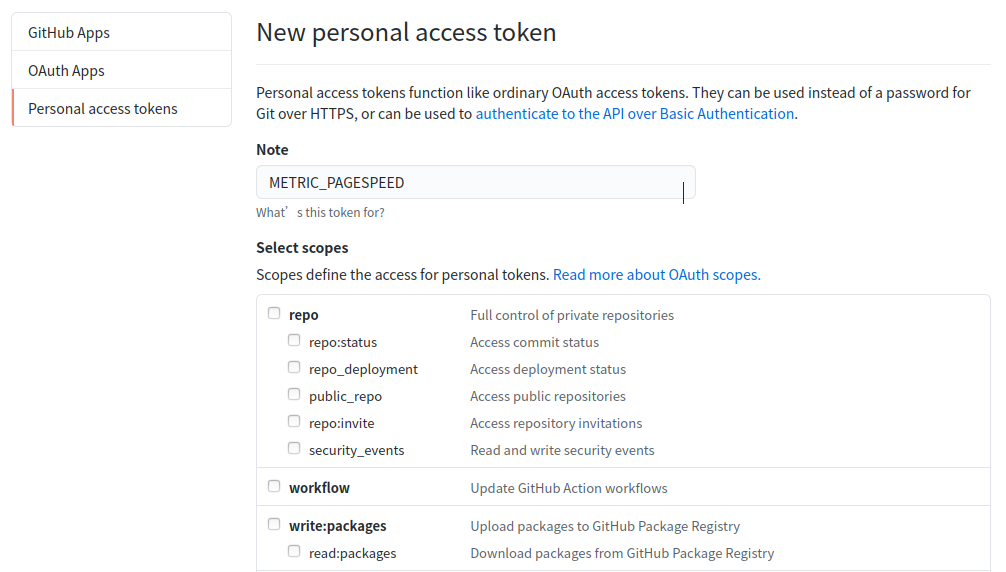 GitHub Apps
OAuth Apps
Personal access tokens
New personal access token
Personal access tokens function like ordinary OAuth access tokens. They can be used instead of a password for
Git over HTTPS, or can be used to authenticate to the API over Basic Authentication.
Note
METRIC_PAGESPEED
What’s this token for?
Select scopes
Scopes define the access for personal tokens. Read more about OAuth scopes.
repo Full control of private repositories
repo:status Access commit status
repo_deployment Access deployment status
public_repo Access public repositories
repo:invite Access repository invitations
security_events Read and write security events
workflow Update GitHub Action workflows
write:packages Upload packages to GitHub Package Registry
read:packages Download packages from GitHub Package Registry